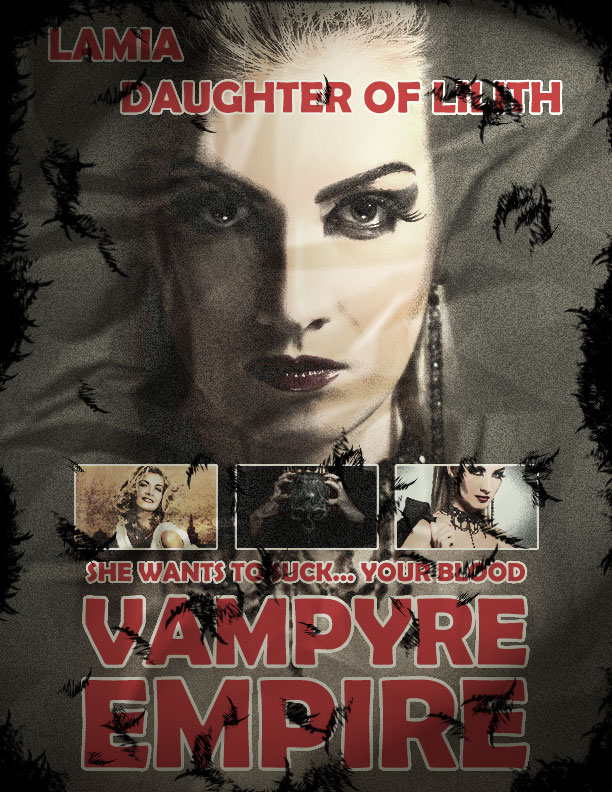 LAMIA
DAUGHTER OF LILITH
SHE WANTS TO SUCK... YOUR BLOOD
VAMPYRE
EMPIRE